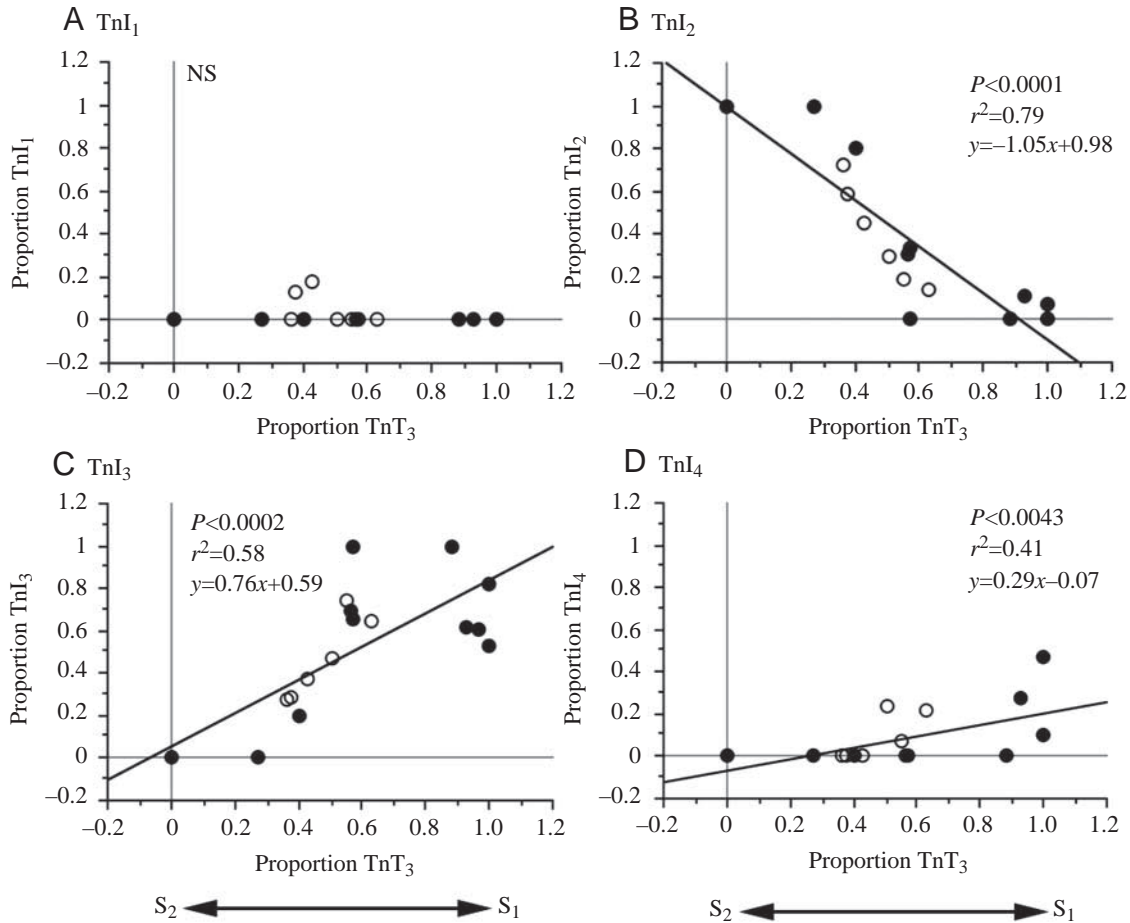 A TnI₁
1.2
1
0.8
0.6
0.4
0.2
0
–0.2
Proportion TnI₁
NS
–0.2 0 0.2 0.4 0.6 0.8 1.0 1.2
Proportion TnT₃
B TnI₂
1.2
1
0.8
0.6
0.4
0.2
0
–0.2
Proportion TnI₂
P<0.0001
r²=0.79
y=–1.05x+0.98
–0.2 0 0.2 0.4 0.6 0.8 1.0 1.2
Proportion TnT₃
C TnI₃
1.2
1
0.8
0.6
0.4
0.2
0
–0.2
Proportion TnI₃
P<0.0002
r²=0.58
y=0.76x+0.59
–0.2 0 0.2 0.4 0.6 0.8 1.0 1.2
Proportion TnT₃
S₂ S₁
D TnI₄
1.2
1
0.8
0.6
0.4
0.2
0
–0.2
Proportion TnI₄
P<0.0043
r²=0.41
y=0.29x–0.07
–0.2 0 0.2 0.4 0.6 0.8 1.0 1.2
Proportion TnT₃
S₂ S₁